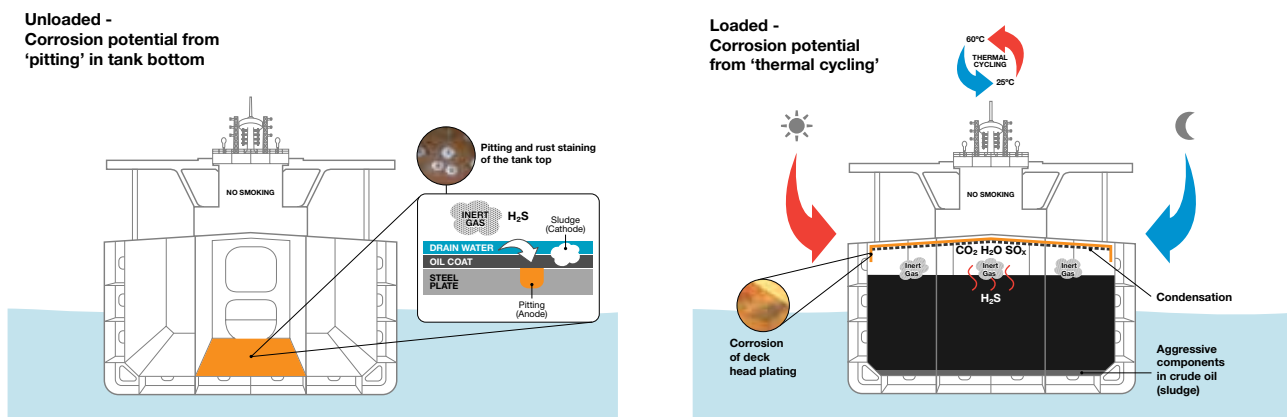 Unloaded -
Corrosion potential from
‘pitting’ in tank bottom
NO SMOKING
Pitting and rust staining
of the tank top
INERT
GAS
H₂S
Sludge
(Cathode)
DRAIN WATER
OIL COAT
STEEL
PLATE
Pitting
(Anode)
Loaded -
Corrosion potential
from ‘thermal cycling’
60ºC
THERMAL
CYCLING
25ºC
NO SMOKING
CO₂ H₂O SOₓ
Inert
Gas
Inert
Gas
Inert
Gas
H₂S
Condensation
Corrosion
of deck
head plating
Aggressive
components
in crude oil
(sludge)